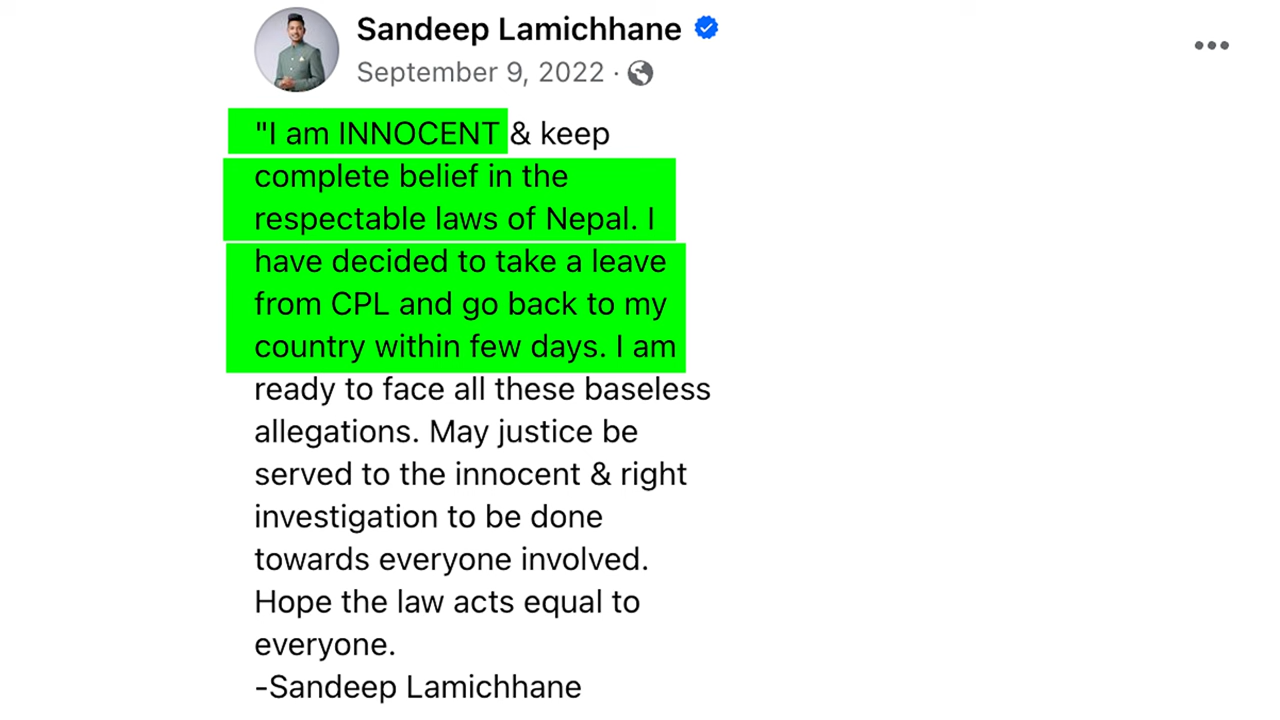 Sandeep Lamichhane
September 9, 2022 ·
"I am INNOCENT & keep
complete belief in the
respectable laws of Nepal. I
have decided to take a leave
from CPL and go back to my
country within few days. I am
ready to face all these baseless
allegations. May justice be
served to the innocent & right
investigation to be done
towards everyone involved.
Hope the law acts equal to
everyone.
-Sandeep Lamichhane